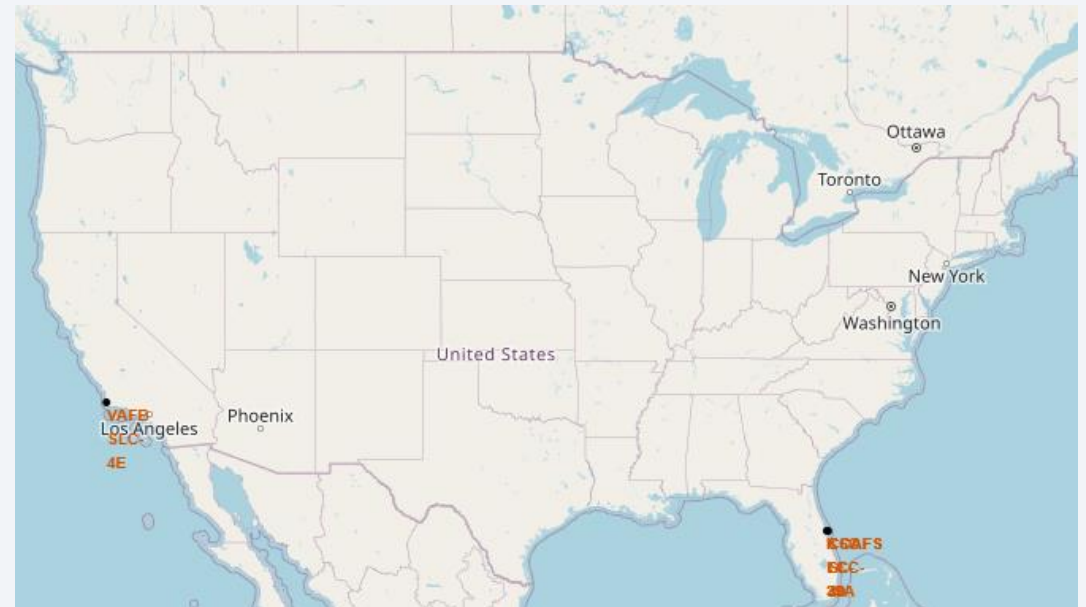 Ottawa
Toronto
New York
Washington
United States
Phoenix
Los Angeles
VAFB
SLC-
4E